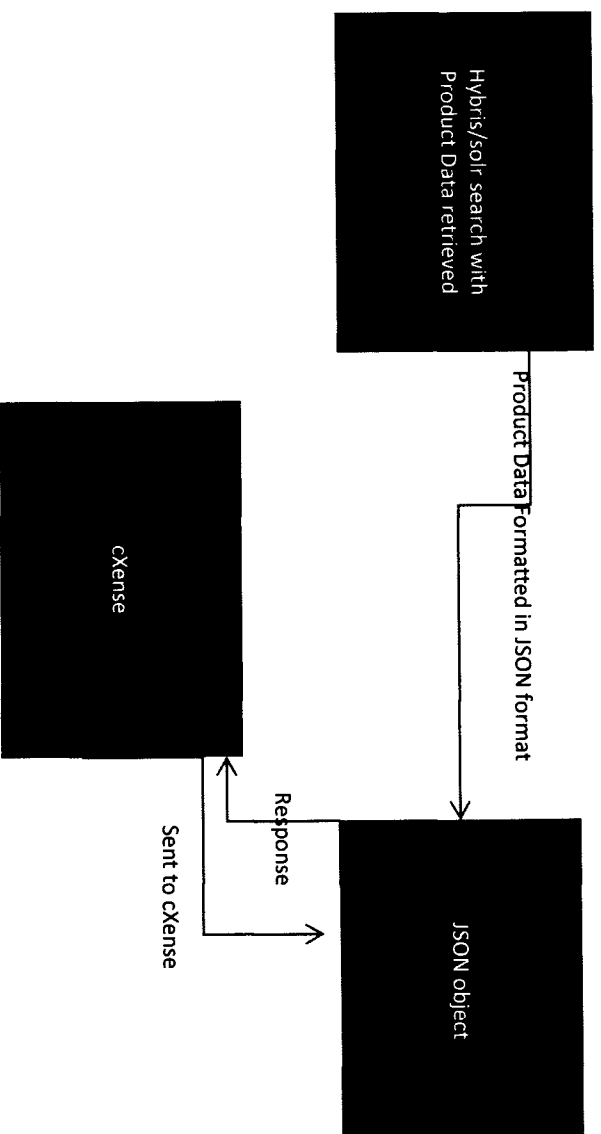 Hybris/solr search with
Product Data retrieved
Product Data Formatted in JSON format
JSON object
Response
Sent to cXense
cXense